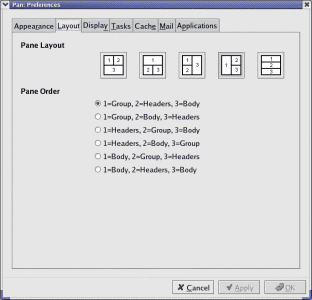 Pan: Preferences
Appearance Layout Display Tasks Cache Mail Applications
Pane Layout
1 2 3
1 2 3
1 2 3
1 2 3
1 2 3
Pane Order
1=Group, 2=Headers, 3=Body
1=Group, 2=Body, 3=Headers
1=Headers, 2=Group, 3=Body
1=Headers, 2=Body, 3=Group
1=Body, 2=Group, 3=Headers
1=Body, 2=Headers, 3=Body
Cancel Apply OK